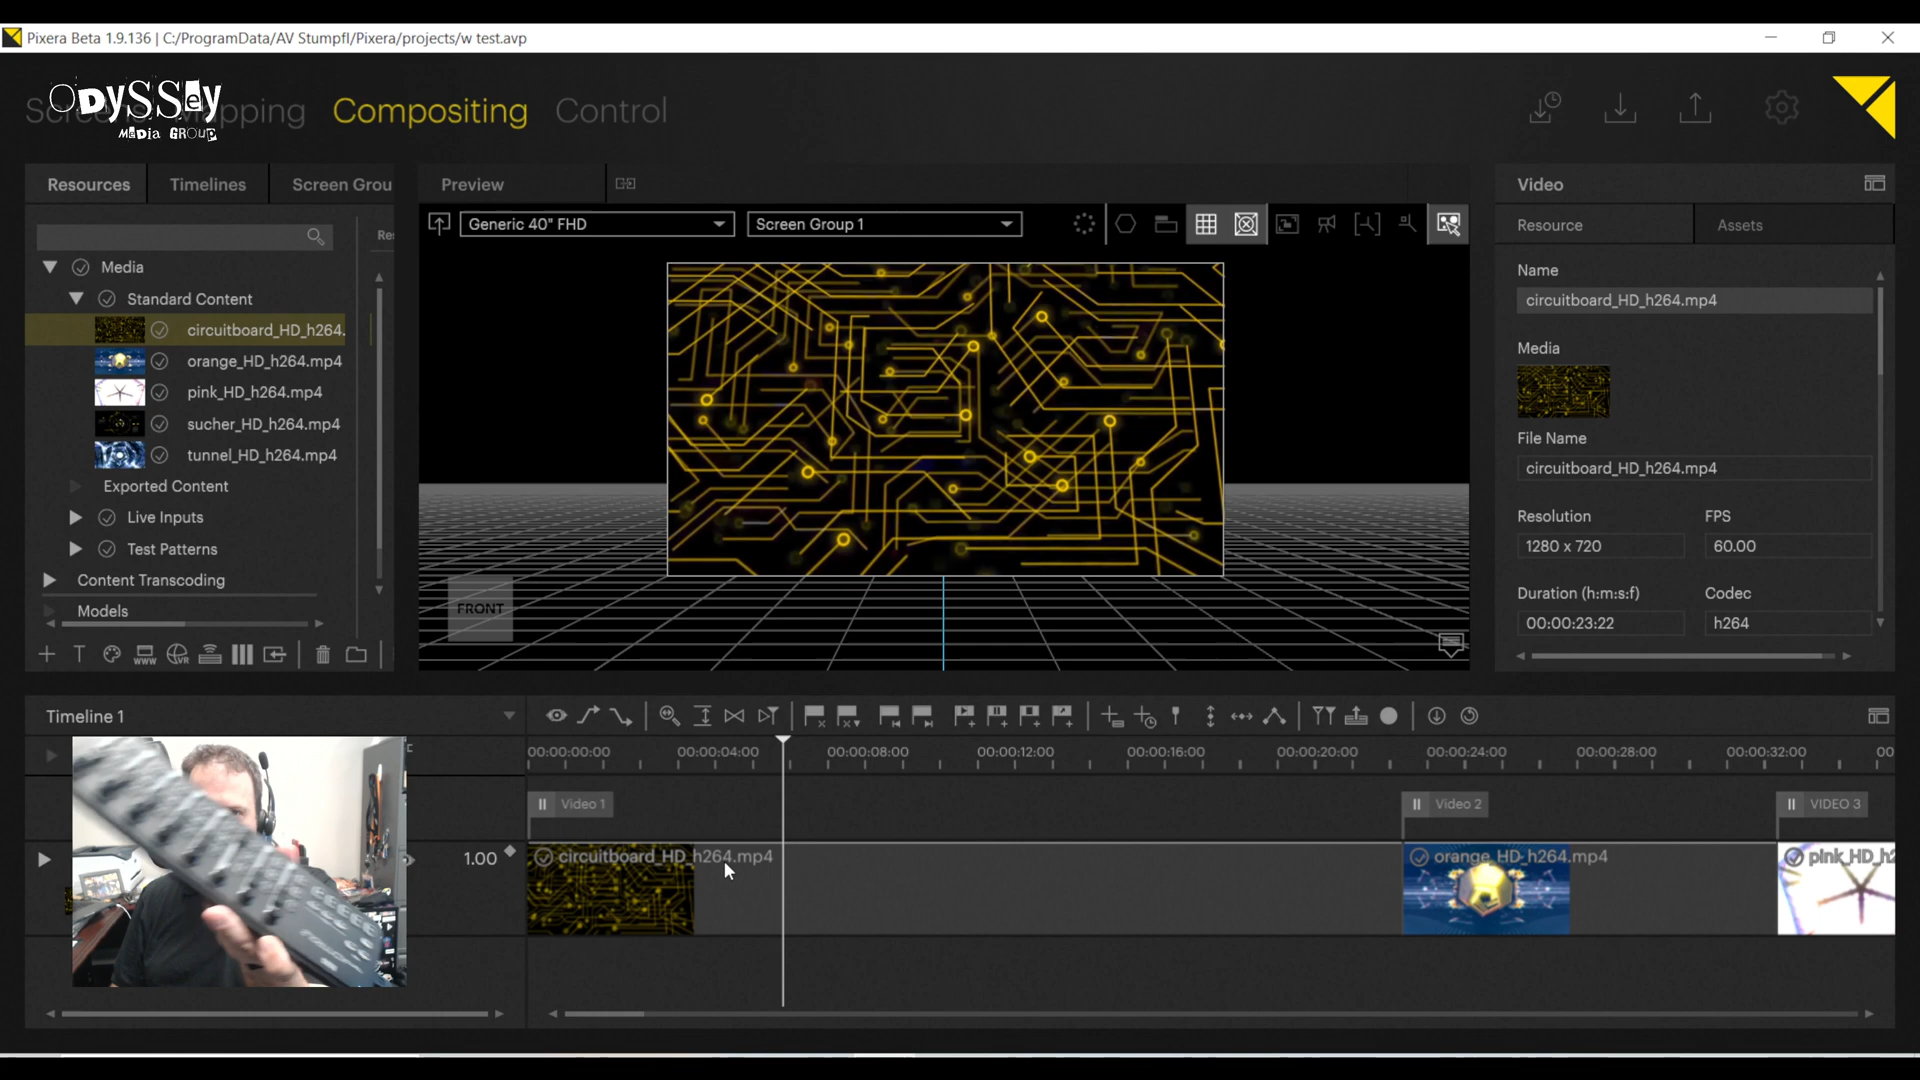 Pixera Beta 1.9.136 | C:/ProgramData/AV Stumpfl/Pixera/projects/w test.avp
ODYSSEY
MEDIA GROUP
Mapping
Compositing
Control
Resources
Timelines
Screen Grou
Preview
Video
Generic 40" FHD
Screen Group 1
Resource
Assets
Res
Media
Standard Content
circuitboard_HD_h264.
orange_HD_h264.mp4
pink_HD_h264.mp4
sucher_HD_h264.mp4
tunnel_HD_h264.mp4
Exported Content
Live Inputs
Test Patterns
Content Transcoding
Models
WWW
VR
FRONT
Name
circuitboard_HD_h264.mp4
Media
File Name
circuitboard_HD_h264.mp4
Resolution
FPS
1280 x 720
60.00
Duration (h:m:s:f)
Codec
00:00:23:22
h264
Timeline 1
00:00:00:00
00:00:04:00
00:00:08:00
00:00:12:00
00:00:16:00
00:00:20:00
00:00:24:00
00:00:28:00
00:00:32:00
00
Video 1
Video 2
VIDEO 3
1.00
circuitboard_HD_h264.mp4
orange_HD_h264.mp4
pink_HD_h2